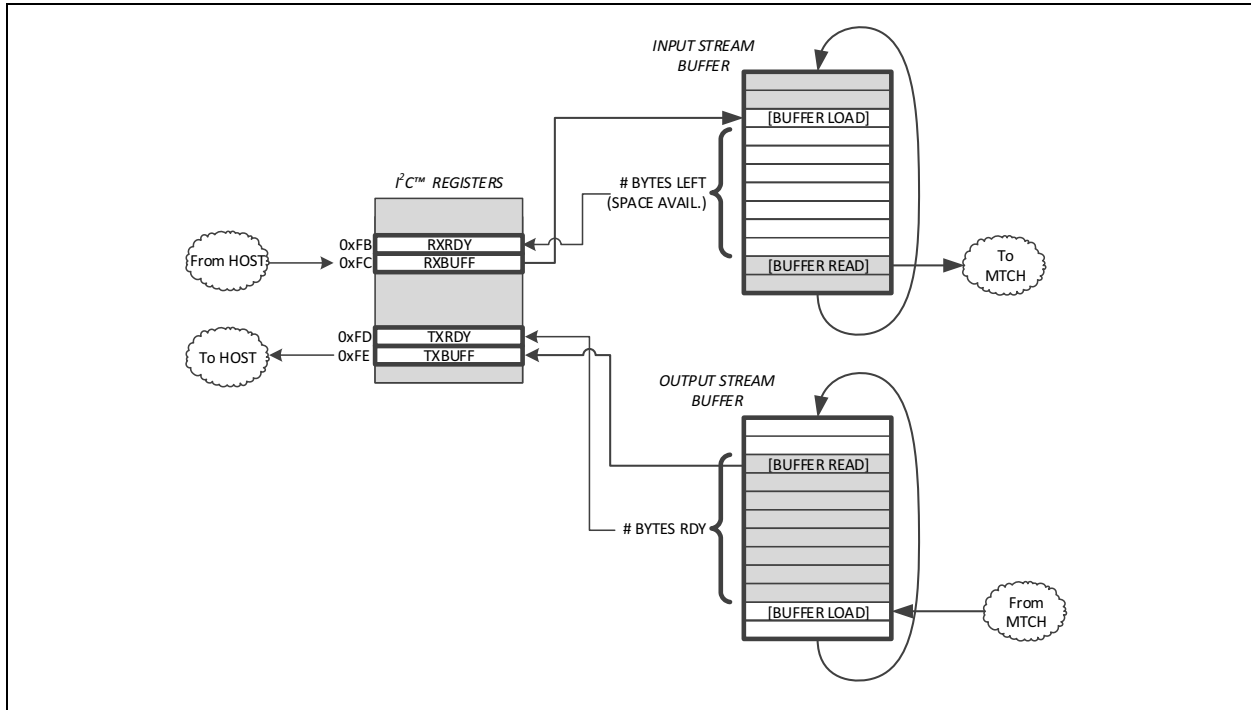 INPUT STREAM
BUFFER
[BUFFER LOAD]
# BYTES LEFT
(SPACE AVAIL.)
[BUFFER READ]
To
MTCH
I²C™ REGISTERS
From HOST
0xFB RXRDY
0xFC RXBUFF
To HOST
0xFD TXRDY
0xFE TXBUFF
OUTPUT STREAM
BUFFER
[BUFFER READ]
# BYTES RDY
[BUFFER LOAD]
From
MTCH